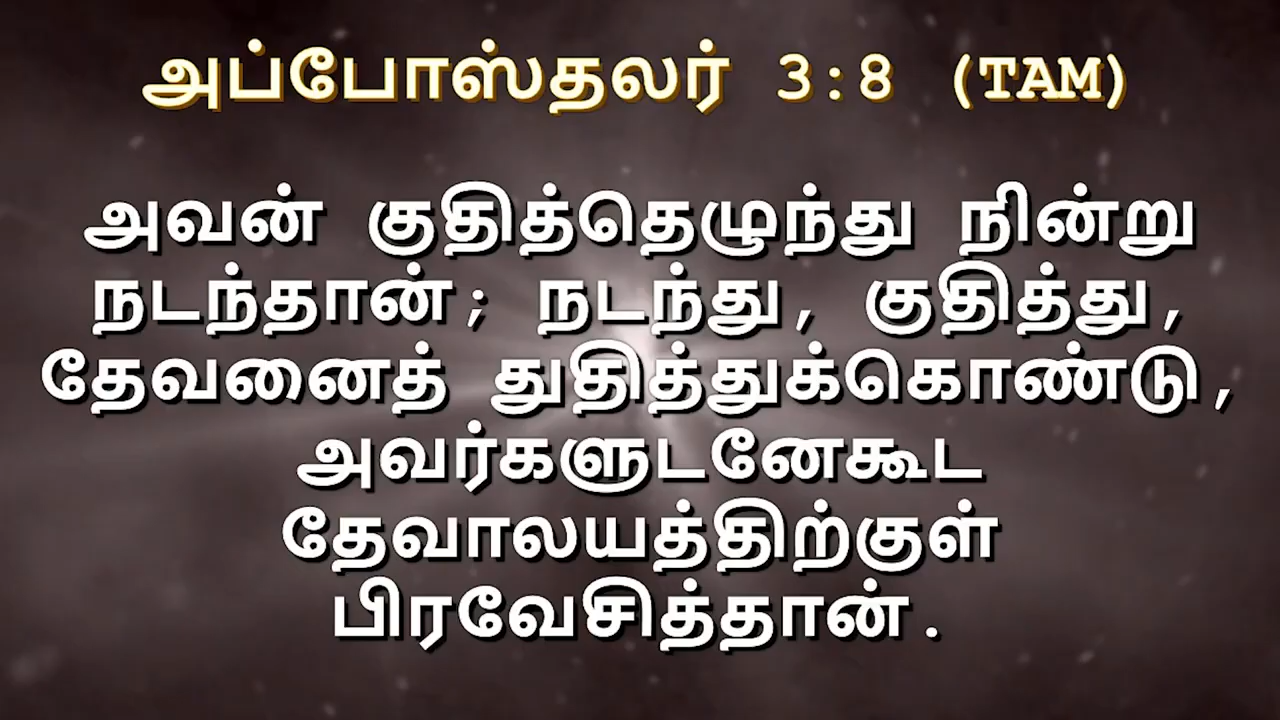 அப்போஸ்தலர் 3:8 (TAM)
அவன் குதித்தெழுந்து நின்று
நடந்தான்; நடந்து, குதித்து,
தேவனைத் துதித்துக்கொண்டு,
அவர்களுடனேகூட
தேவாலயத்திற்குள்
பிரவேசித்தான்.